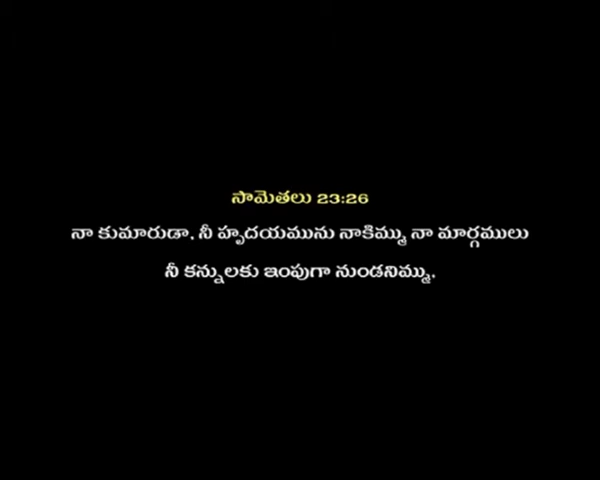 సామెతలు 23:26
నా కుమారుడా. నీ హృదయమును నాకిమ్ము నా మార్గములు
నీ కన్నులకు ఇంపుగా నుండనిమ్ము.